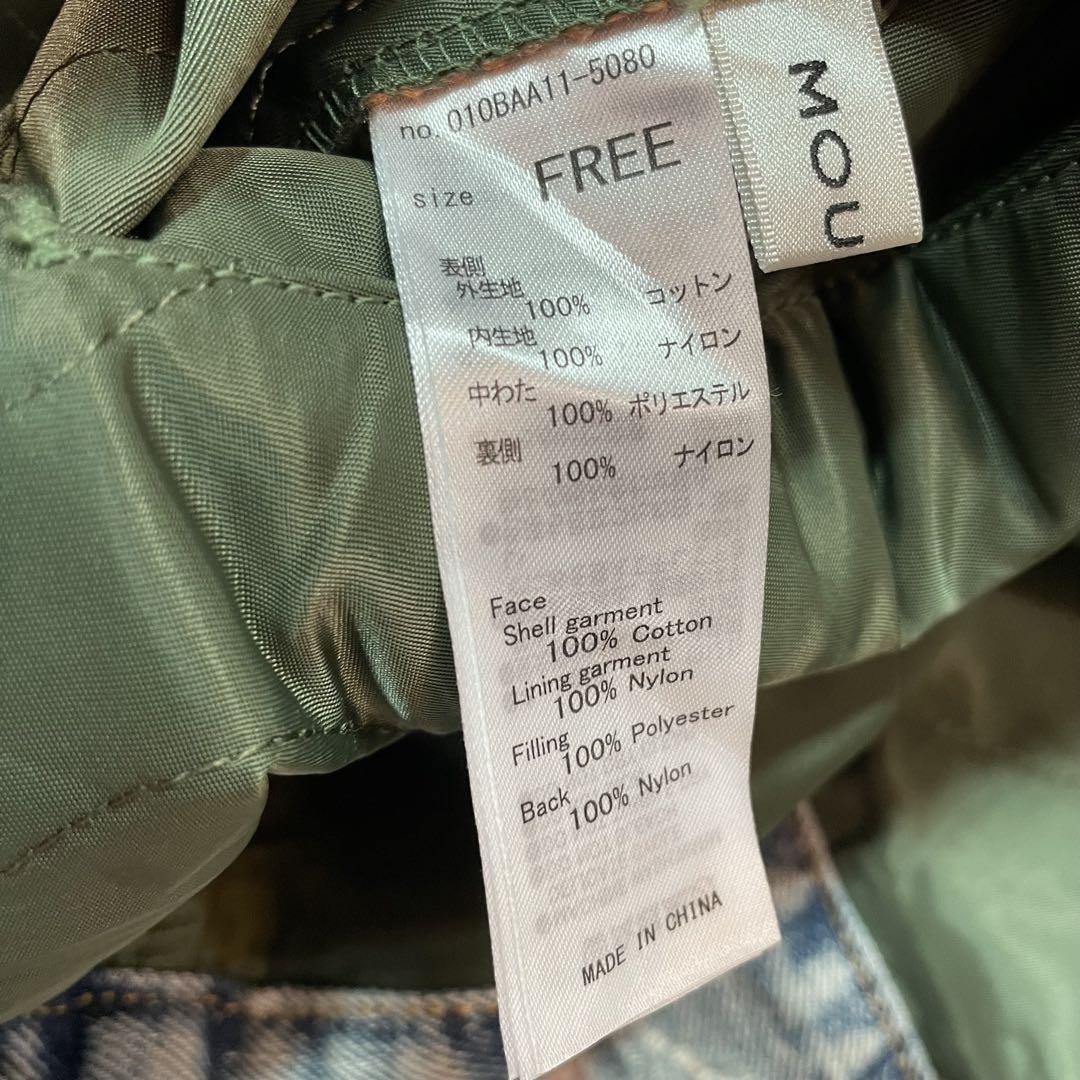 no. 010BAA11-5080
size FREE
表側
外生地
100% コットン
内生地
100% ナイロン
中わた
100% ポリエステル
裏側
100% ナイロン
Face
Shell garment
100% Cotton
Lining garment
100% Nylon
Filling
100% Polyester
Back
100% Nylon
MADE IN CHINA
MOU